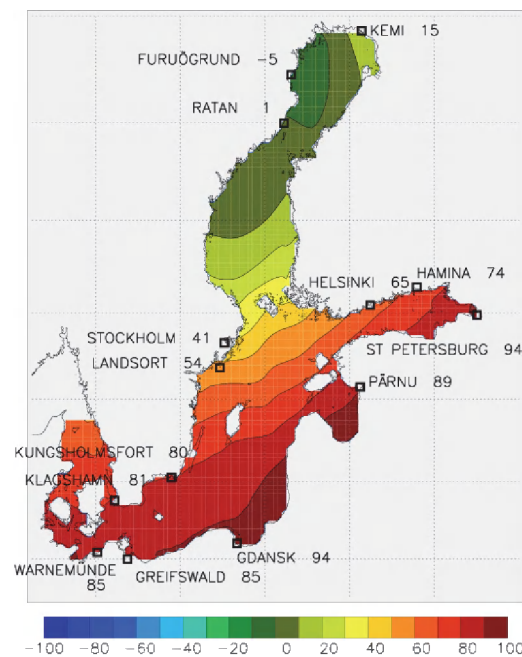 KEMI 15
FURUÖGRUND -5
RATAN 1
HELSINKI 65
HAMINA 74
STOCKHOLM 41
ST PETERSBURG 94
LANDSORT 54
PÄRNU 89
KUNGSHOLMSFORT 80
KLAGSHAMN 81
GDANSK 94
WARNEMÜNDE
85
GREIFSWALD 85
-100 -80 -60 -40 -20 0 20 40 60 80 100